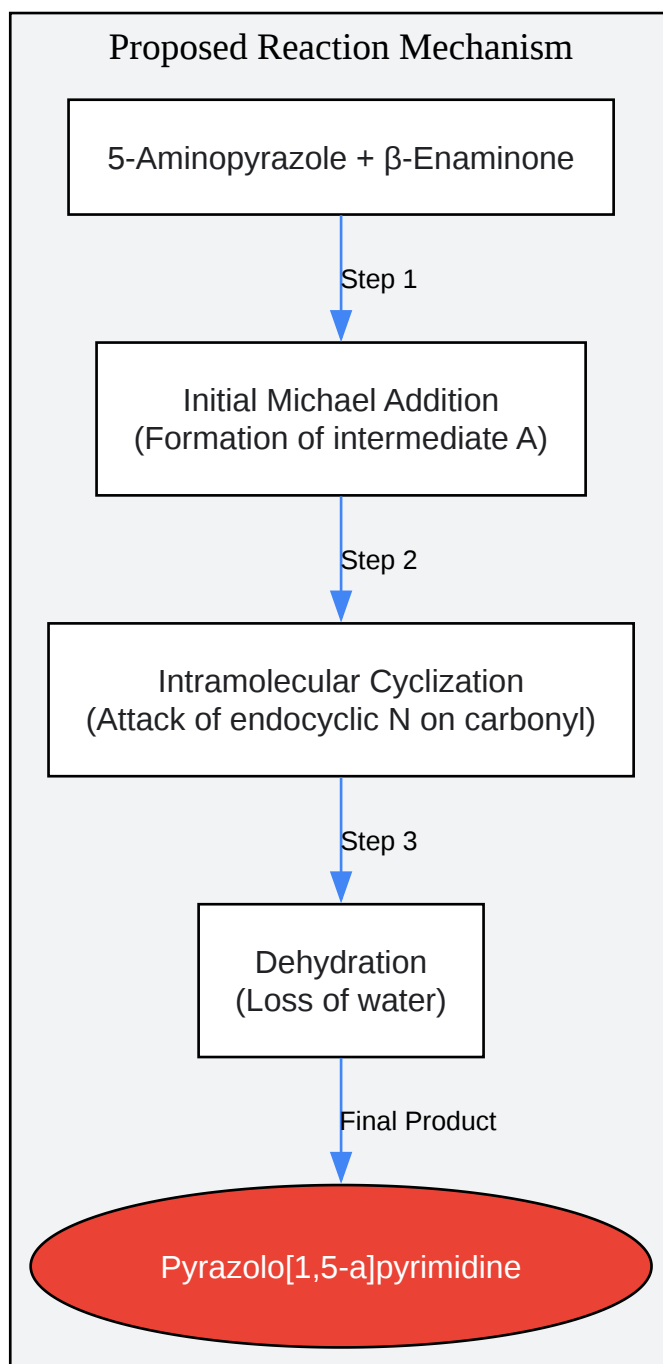 Proposed Reaction Mechanism
5-Aminopyrazole + β-Enaminone
Step 1
Initial Michael Addition
(Formation of intermediate A)
Step 2
Intramolecular Cyclization
(Attack of endocyclic N on carbonyl)
Step 3
Dehydration
(Loss of water)
Final Product
Pyrazolo[1,5-a]pyrimidine